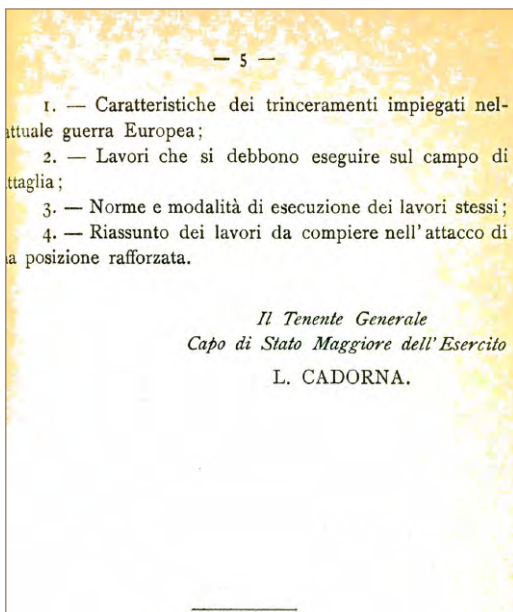 — 5 —
1. — Caratteristiche dei trinceramenti impiegati nel-
attuale guerra Europea;
2. — Lavori che si debbono eseguire sul campo di
ttaglia;
3. — Norme e modalità di esecuzione dei lavori stessi;
4. — Riassunto dei lavori da compiere nell'attacco di
na posizione rafforzata.
Il Tenente Generale
Capo di Stato Maggiore dell'Esercito
L. CADORNA.